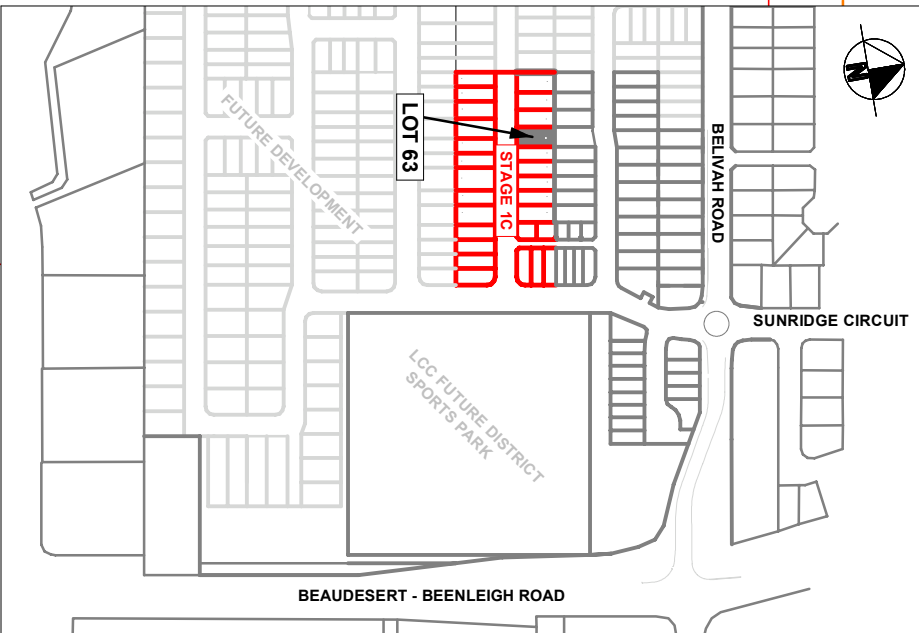 FUTURE DEVELOPMENT
LOT 63
STAGE 1C
BELIVAH ROAD
N
SUNRIDGE CIRCUIT
LCC FUTURE DISTRICT
SPORTS PARK
BEAUDESERT - BEENLEIGH ROAD